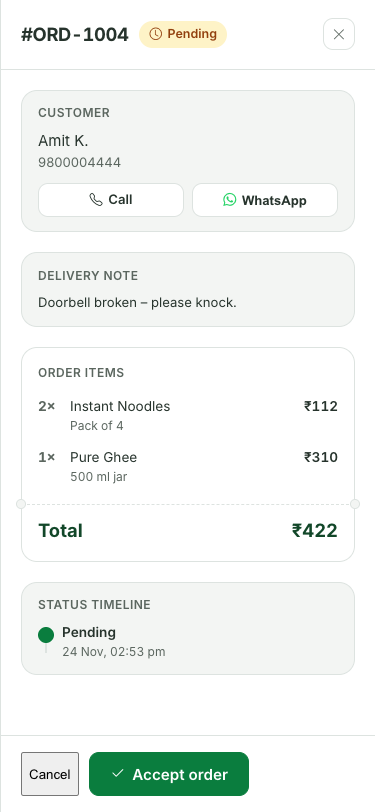 #ORD-1004 Pending
CUSTOMER
Amit K.
9800004444
Call WhatsApp
DELIVERY NOTE
Doorbell broken – please knock.
ORDER ITEMS
2× Instant Noodles ₹112
Pack of 4
1× Pure Ghee ₹310
500 ml jar
Total ₹422
STATUS TIMELINE
Pending
24 Nov, 02:53 pm
Cancel Accept order